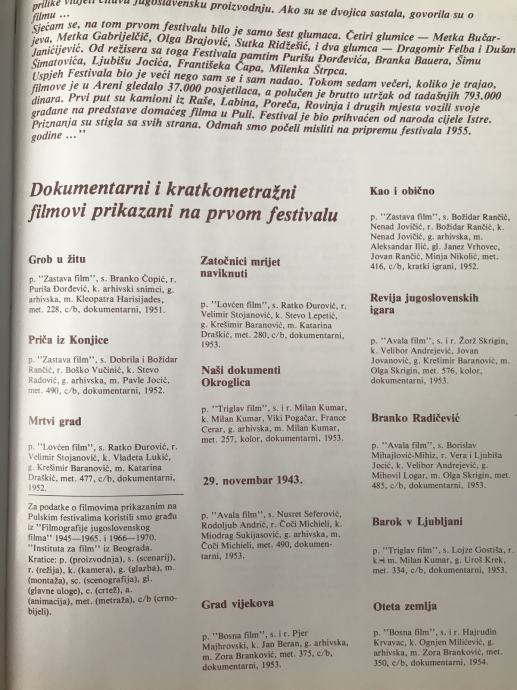 prilike vidjeti čitavu jugoslavensku proizvodnju. Ako su se dvojica sastala, govorila su o
filmu ...
Sjećam se, na tom prvom festivalu bilo je samo šest glumaca. Četiri glumice — Metka Bučar-
jeva, Metka Gabrijelčič, Olga Brajović, Sutka Ridžešić, i dva glumca — Dragomir Felba i Dušan
Janićijević. Od režisera sa toga Festivala pamtim Purišu Đorđevića, Branka Bauera, Šimu
Šimatovića, Ljubišu Jocića, Františeka Čapa, Milenka Štrpca.
Uspjeh Festivala bio je veći nego sam se i sam nadao. Tokom sedam večeri, koliko je trajao,
filmove je u Areni gledalo 37.000 posjetilaca, a polučen je brutto utržak od tadašnjih 793.000
dinara. Prvi put su kamioni iz Raše, Labina, Poreča, Rovinja i drugih mjesta vozili svoje
građane na predstave domaćeg filma u Puli. Festival je bio prihvaćen od naroda cijele Istre.
Priznanja su stigla sa svih strana. Odmah smo počeli misliti na pripremu festivala 1955.
godine ..."
Dokumentarni i kratkometražni
filmovi prikazani na prvom festivalu
Grob u žitu
p. "Zastava film", s. Branko Ćopić, r.
Puriša Đorđević, k. arhivski snimci, g.
arhivska, m. Kleopatra Harisijades,
met. 228, c/b, dokumentarni, 1951.
Priča iz Konjice
p. "Zastava film", s. Dobrila i Božidar
Rančić, r. Boško Vučinić, k. Stevo
Radović, g. arhivska, m. Pavle Jocić,
met. 490, c/b, dokumentarni, 1952.
Mrtvi grad
p. "Lovćen film", s. Ratko Đurović, r.
Velimir Stojanović, k. Vladeta Lukić,
g. Krešimir Baranović, m. Katarina
Draškić, met. 477, c/b, dokumentarni,
1952.
Za podatke o filmovima prikazanim na
Pulskim festivalima koristili smo građu
iz "Filmografije jugoslovenskog
filma" 1945—1965. i 1966—1970.
"Instituta za film" iz Beograda.
Kratice: p. (proizvodnja), s. (scenarij),
r. (režija), k. (kamera), g. (glazba), m.
(montaža), sc. (scenografija), gl.
(glavne uloge), c. (crtež), a.
(animacija), met. (metraža), c/b (crno-
bijeli).
Zatočnici mrijet
naviknuti
p. "Lovćen film", s. Ratko Đurović, r.
Velimir Stojanović, k. Stevo Lepetić,
g. Krešimir Baranović, m. Katarina
Draškić, met. 280, c/b, dokumentarni,
1953.
Naši dokumenti
Okroglica
p. "Triglav film", s. i r. Milan Kumar,
k. Milan Kumar, Viki Pogačar, France
Cerar, g. arhivska, m. Milan Kumar,
met. 257, kolor, dokumentarni, 1953.
29. novembar 1943.
p. "Avala film", s. Nusret Seferović,
Rodoljub Andrić, r. Čoči Michieli, k.
Miodrag Sukijasović, g. arhivska, m.
Čoči Michieli, met. 490, dokumen-
tarni, 1953.
Grad vijekova
p. "Bosna film", s. i r. Pjer
Majhrovski, k. Jan Beran, g. arhivska,
m. Zora Branković, met. 375, c/b,
dokumentarni, 1953.
Kao i obično
p. "Zastava film", s. Božidar Rančić,
Nenad Jovičić, r. Božidar Rančić, k.
Nenad Jovičić, g. arhivska, m.
Aleksandar Ilić, gl. Janez Vrhovec,
Jovan Rančić, Minja Nikolić, met.
416, c/b, kratki igrani, 1952.
Revija jugoslovenskih
igara
p. "Avala film", s. i r. Žorž Skrigin,
k. Velibor Andrejević, Jovan
Jovanović, g. Krešimir Baranović, m.
Olga Skrigin, met. 576, kolor,
dokumentarni, 1953.
Branko Radičević
p. "Avala film", s. Borislav
Mihajlović-Mihiz, r. Vera i Ljubiša
Jocić, k. Velibor Andrejević, g.
Mihovil Logar, m. Olga Skrigin, met.
485, c/b, dokumentarni, 1953.
Barok v Ljubljani
p. "Triglav film", s. Lojze Gostiša, r.
k. i m. Milan Kumar, g. Uroš Krek,
met. 334, c/b, dokumentarni, 1953.
Oteta zemlja
p. "Bosna film", s. i r. Hajrudin
Krvavac, k. Ognjen Milićević, g.
arhivska, m. Zora Branković, met.
350, c/b, dokumentarni, 1954.